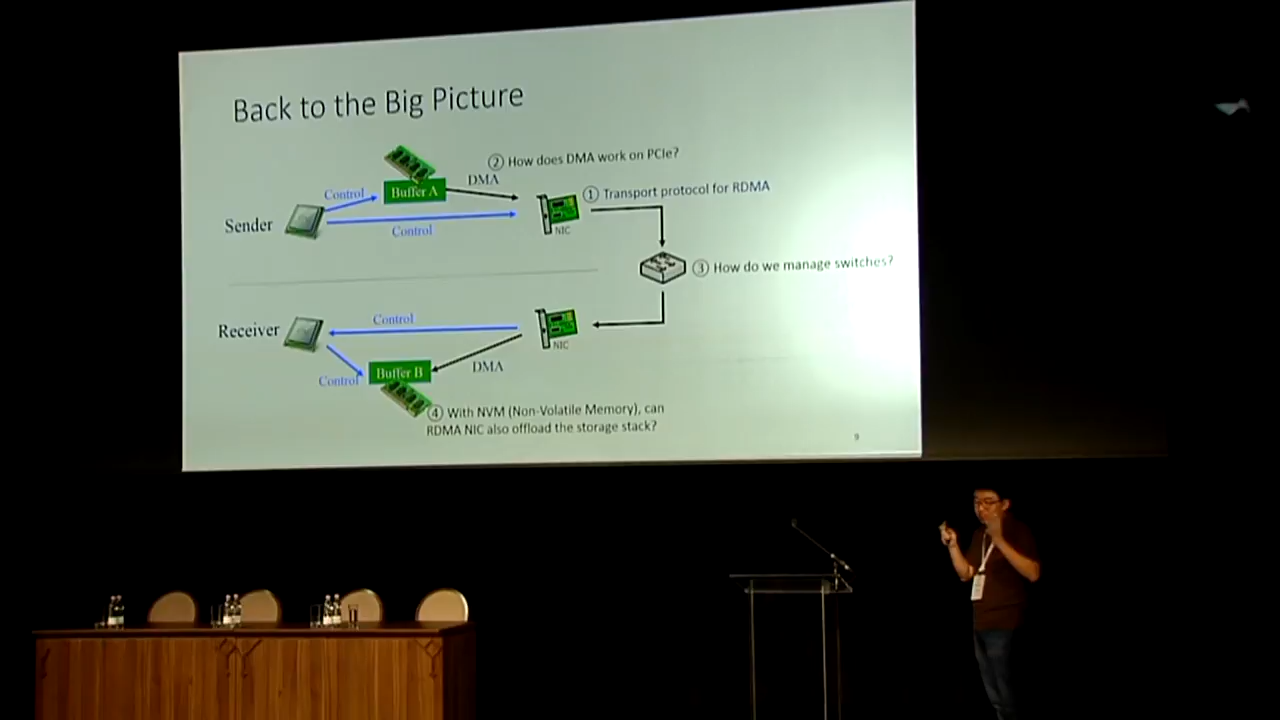 Back to the Big Picture
② How does DMA work on PCIe?
Control
Buffer A
DMA
① Transport protocol for RDMA
Sender
Control
NIC
③ How do we manage switches?
Receiver
Control
NIC
Control
Buffer B
DMA
④ With NVM (Non-Volatile Memory), can
RDMA NIC also offload the storage stack?
9